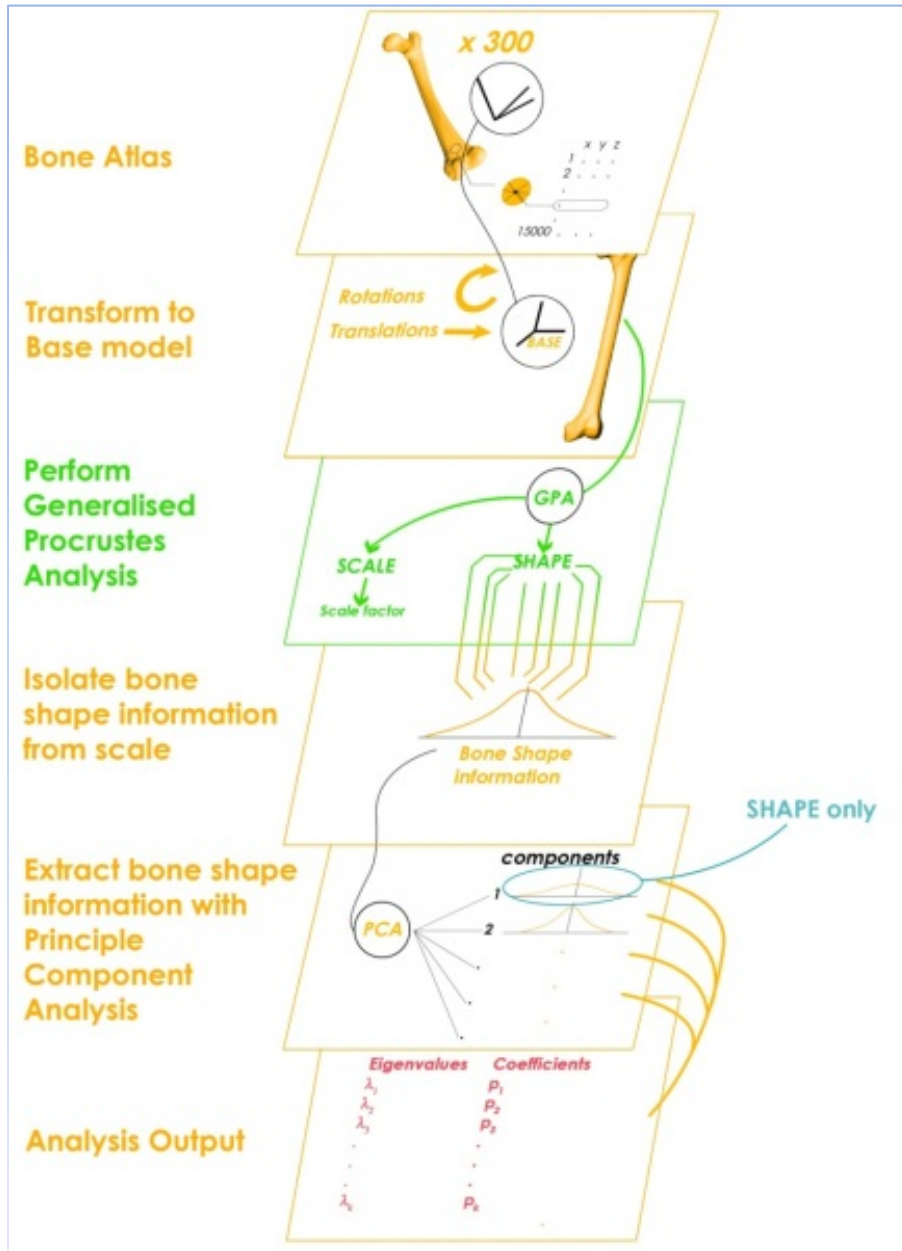 x 300
Bone Atlas
x y z
1 . . .
2 . . .
15000 . . .
Transform to
Base model
Rotations
Translations
BASE
Perform
Generalised
Procrustes
Analysis
GPA
SCALE
SHAPE
Scale factor
Isolate bone
shape information
from scale
Bone Shape
information
SHAPE only
Extract bone shape
information with
Principle
Component
Analysis
components
1
PCA
2
Eigenvalues Coefficients
λ₁ P₁
λ₂ P₂
λ₃ P₃
λₖ Pₖ
Analysis Output